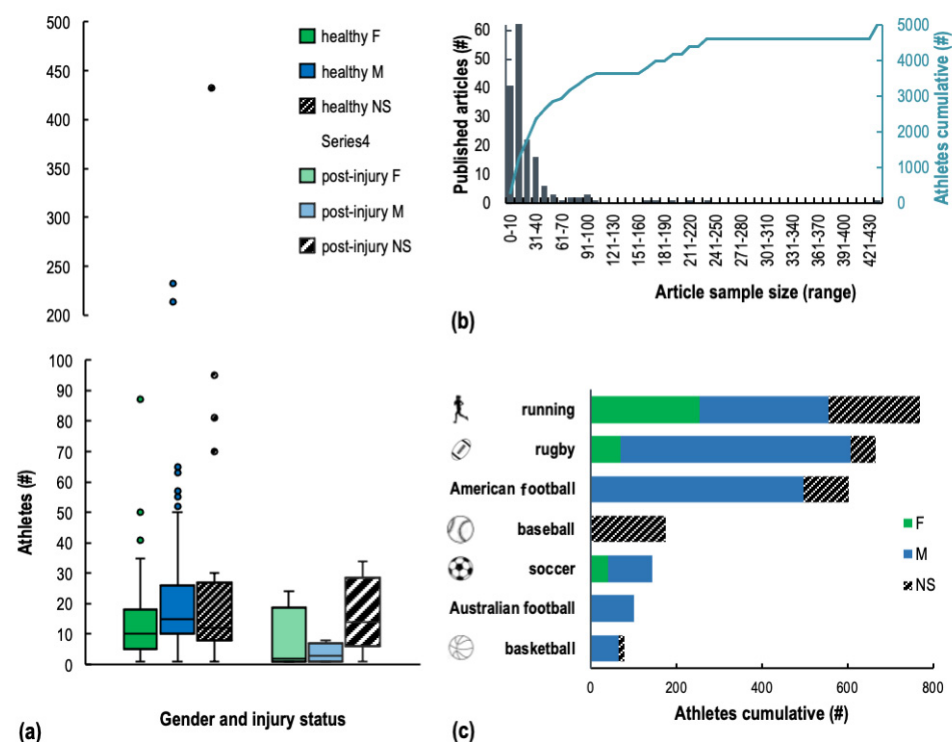 500
450
400
350
300
250
200
100
90
80
70
60
50
40
30
20
10
0
Athletes (#)
Gender and injury status
(a)
healthy F
healthy M
healthy NS
Series4
post-injury F
post-injury M
post-injury NS
60
50
40
30
20
10
0
Published articles (#)
5000
4000
3000
2000
1000
0
Athletes cumulative (#)
0-10
31-40
61-70
91-100
121-130
151-160
181-190
211-220
241-250
271-280
301-310
331-340
361-370
391-400
421-430
Article sample size (range)
(b)
running
rugby
American football
baseball
soccer
Australian football
basketball
F
M
NS
0
200
400
600
800
Athletes cumulative (#)
(c)